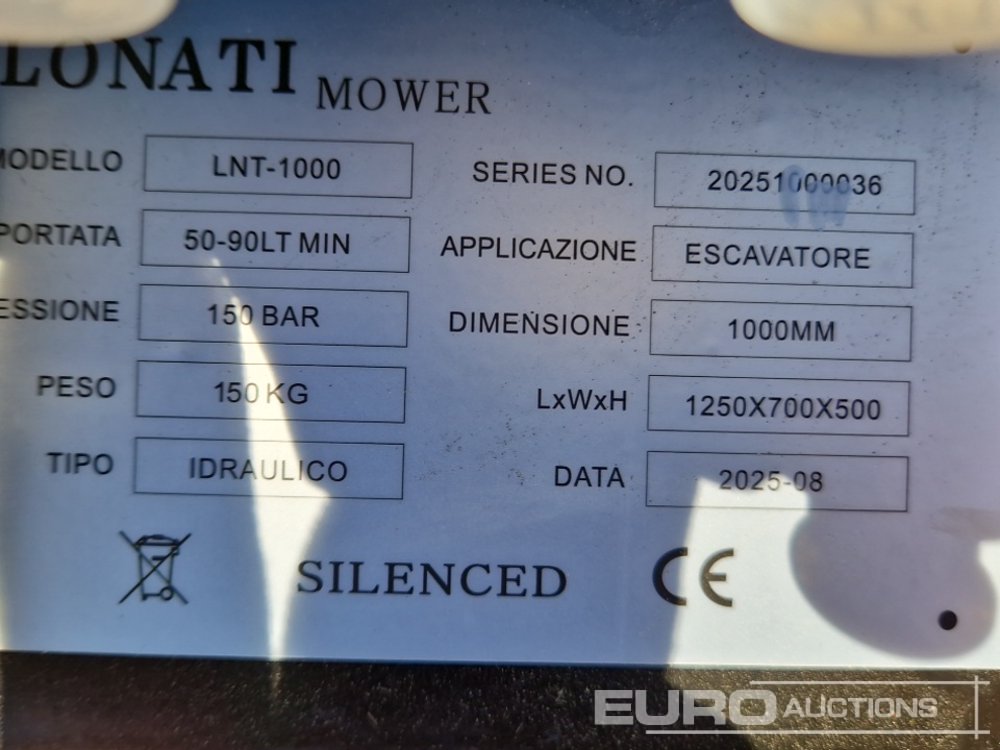 LONATI MOWER
MODELLO LNT-1000 SERIES NO. 20251000036
PORTATA 50-90LT MIN APPLICAZIONE ESCAVATORE
ESSIONE 150 BAR DIMENSIONE 1000MM
PESO 150 KG LxWxH 1250X700X500
TIPO IDRAULICO DATA 2025-08
SILENCED CE
EURO AUCTIONS